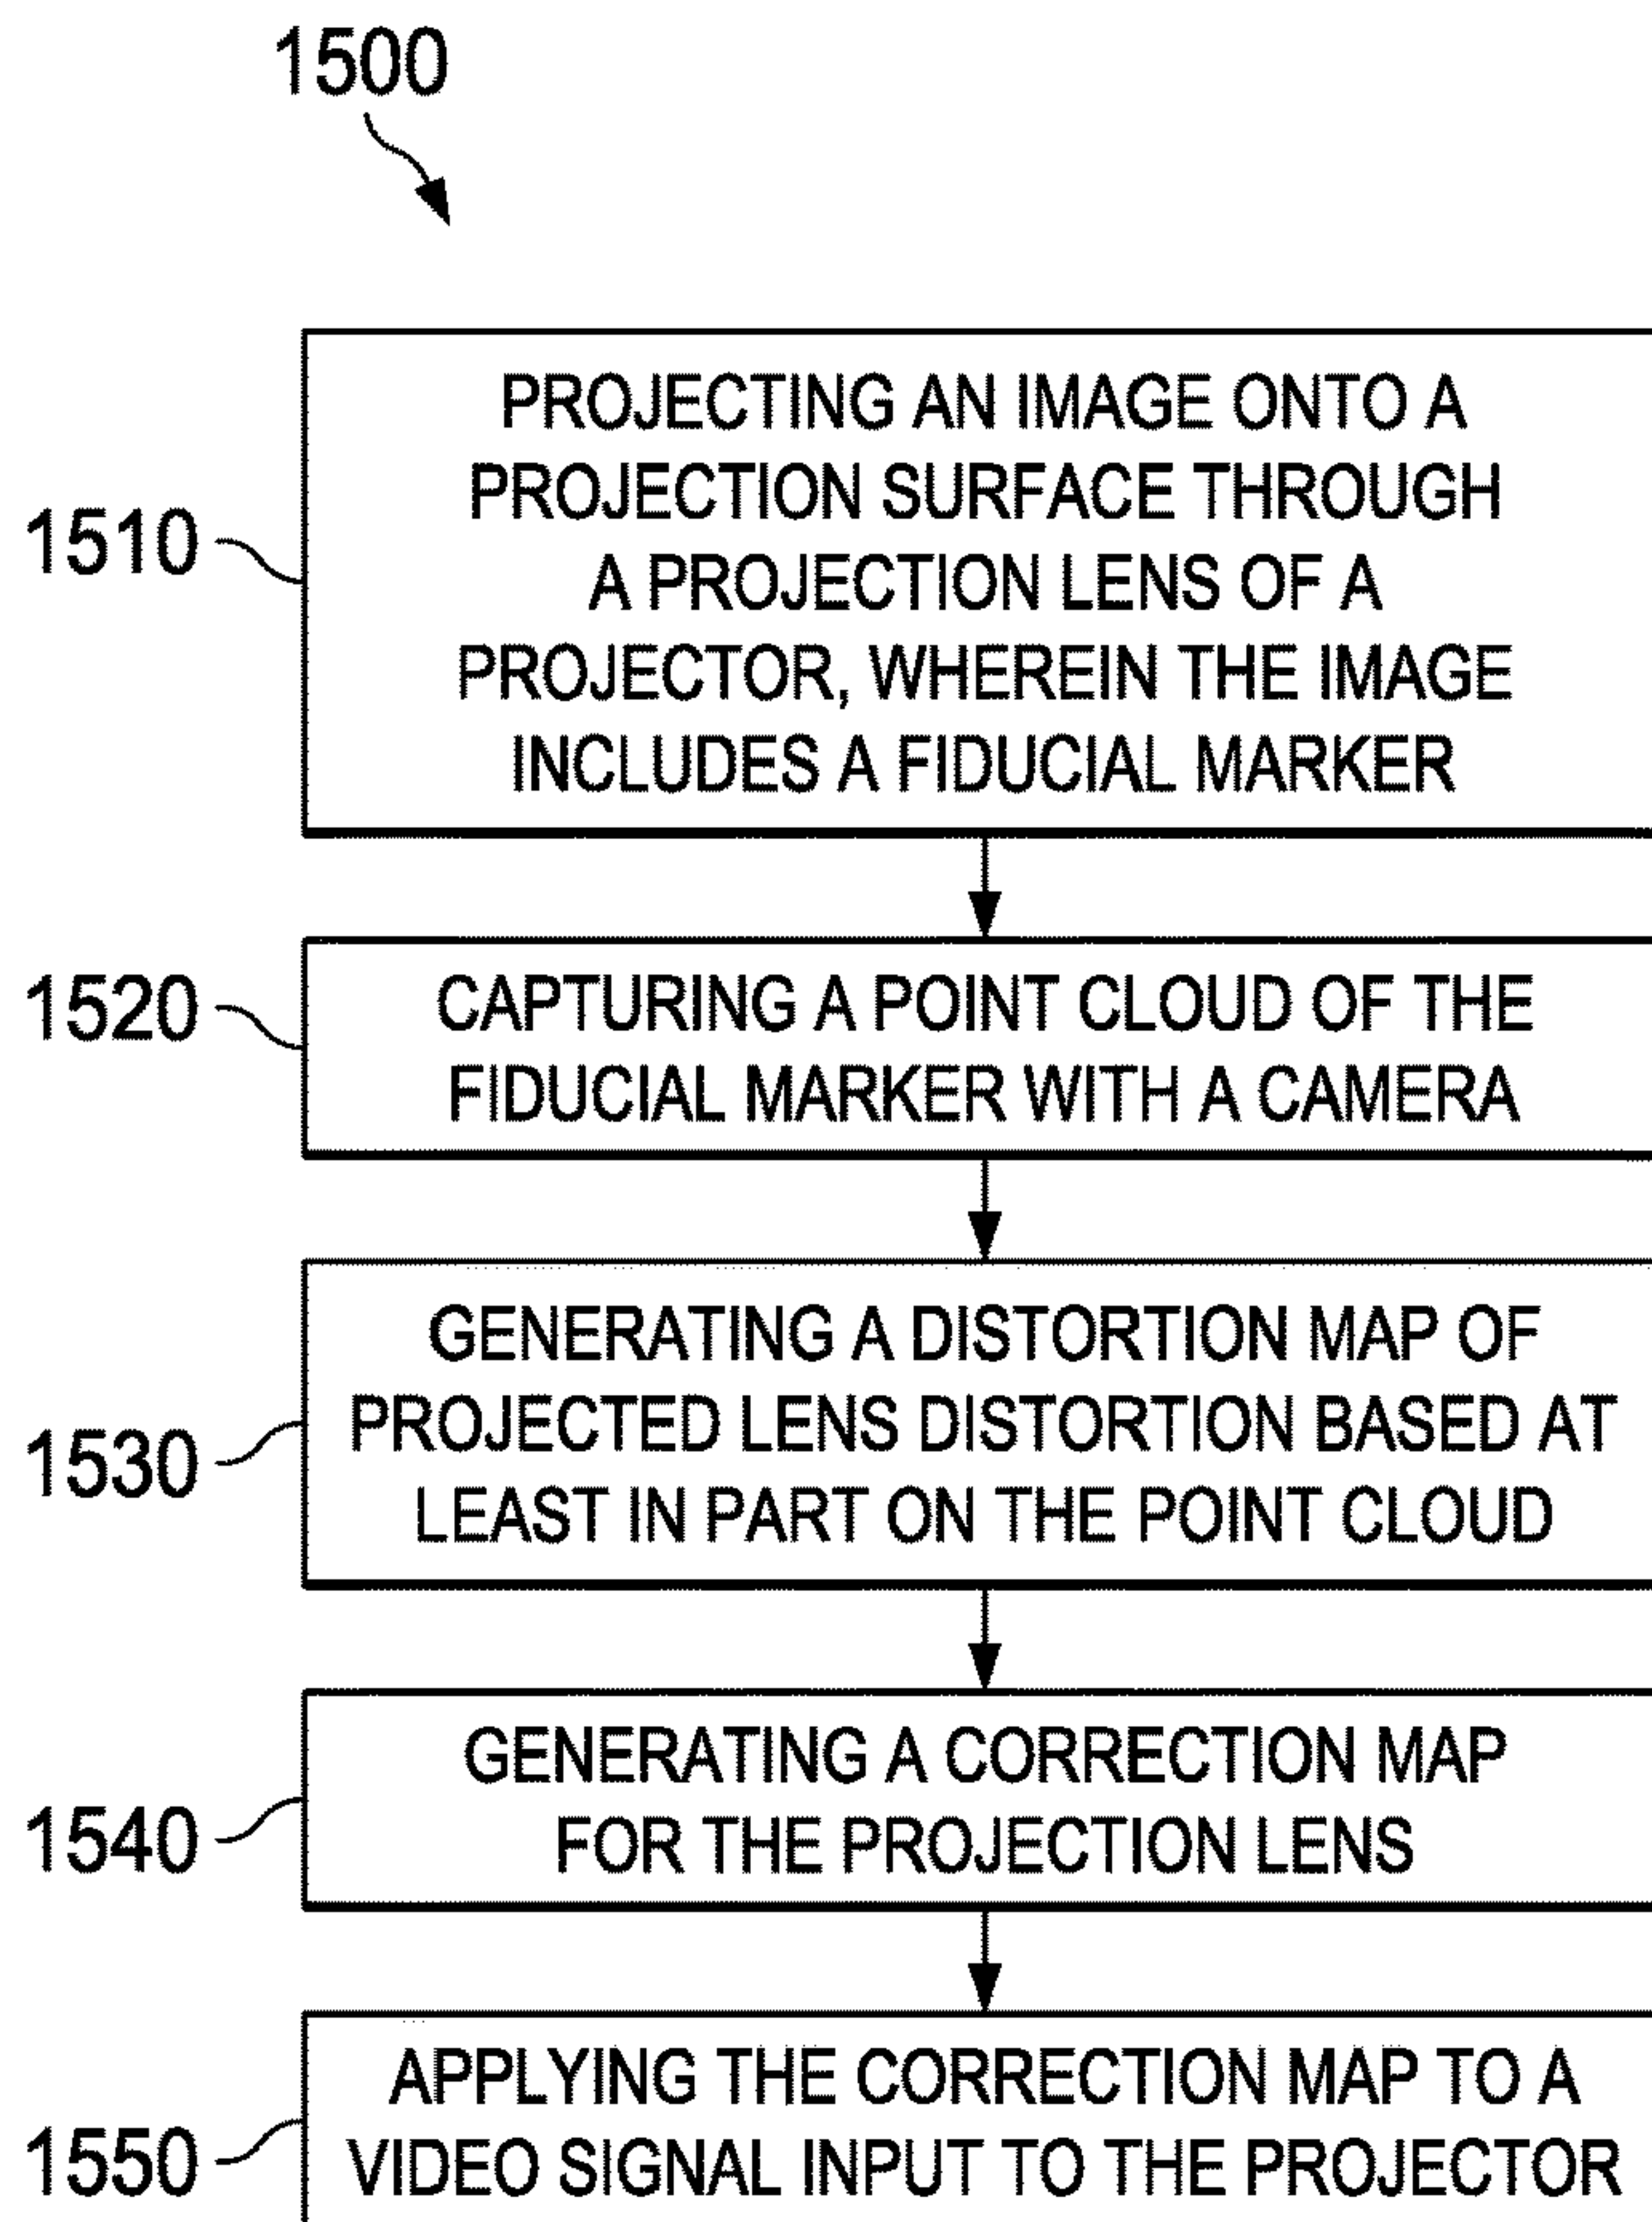 1500
1510
PROJECTING AN IMAGE ONTO A
PROJECTION SURFACE THROUGH
A PROJECTION LENS OF A
PROJECTOR, WHEREIN THE IMAGE
INCLUDES A FIDUCIAL MARKER
1520
CAPTURING A POINT CLOUD OF THE
FIDUCIAL MARKER WITH A CAMERA
1530
GENERATING A DISTORTION MAP OF
PROJECTED LENS DISTORTION BASED AT
LEAST IN PART ON THE POINT CLOUD
1540
GENERATING A CORRECTION MAP
FOR THE PROJECTION LENS
1550
APPLYING THE CORRECTION MAP TO A
VIDEO SIGNAL INPUT TO THE PROJECTOR